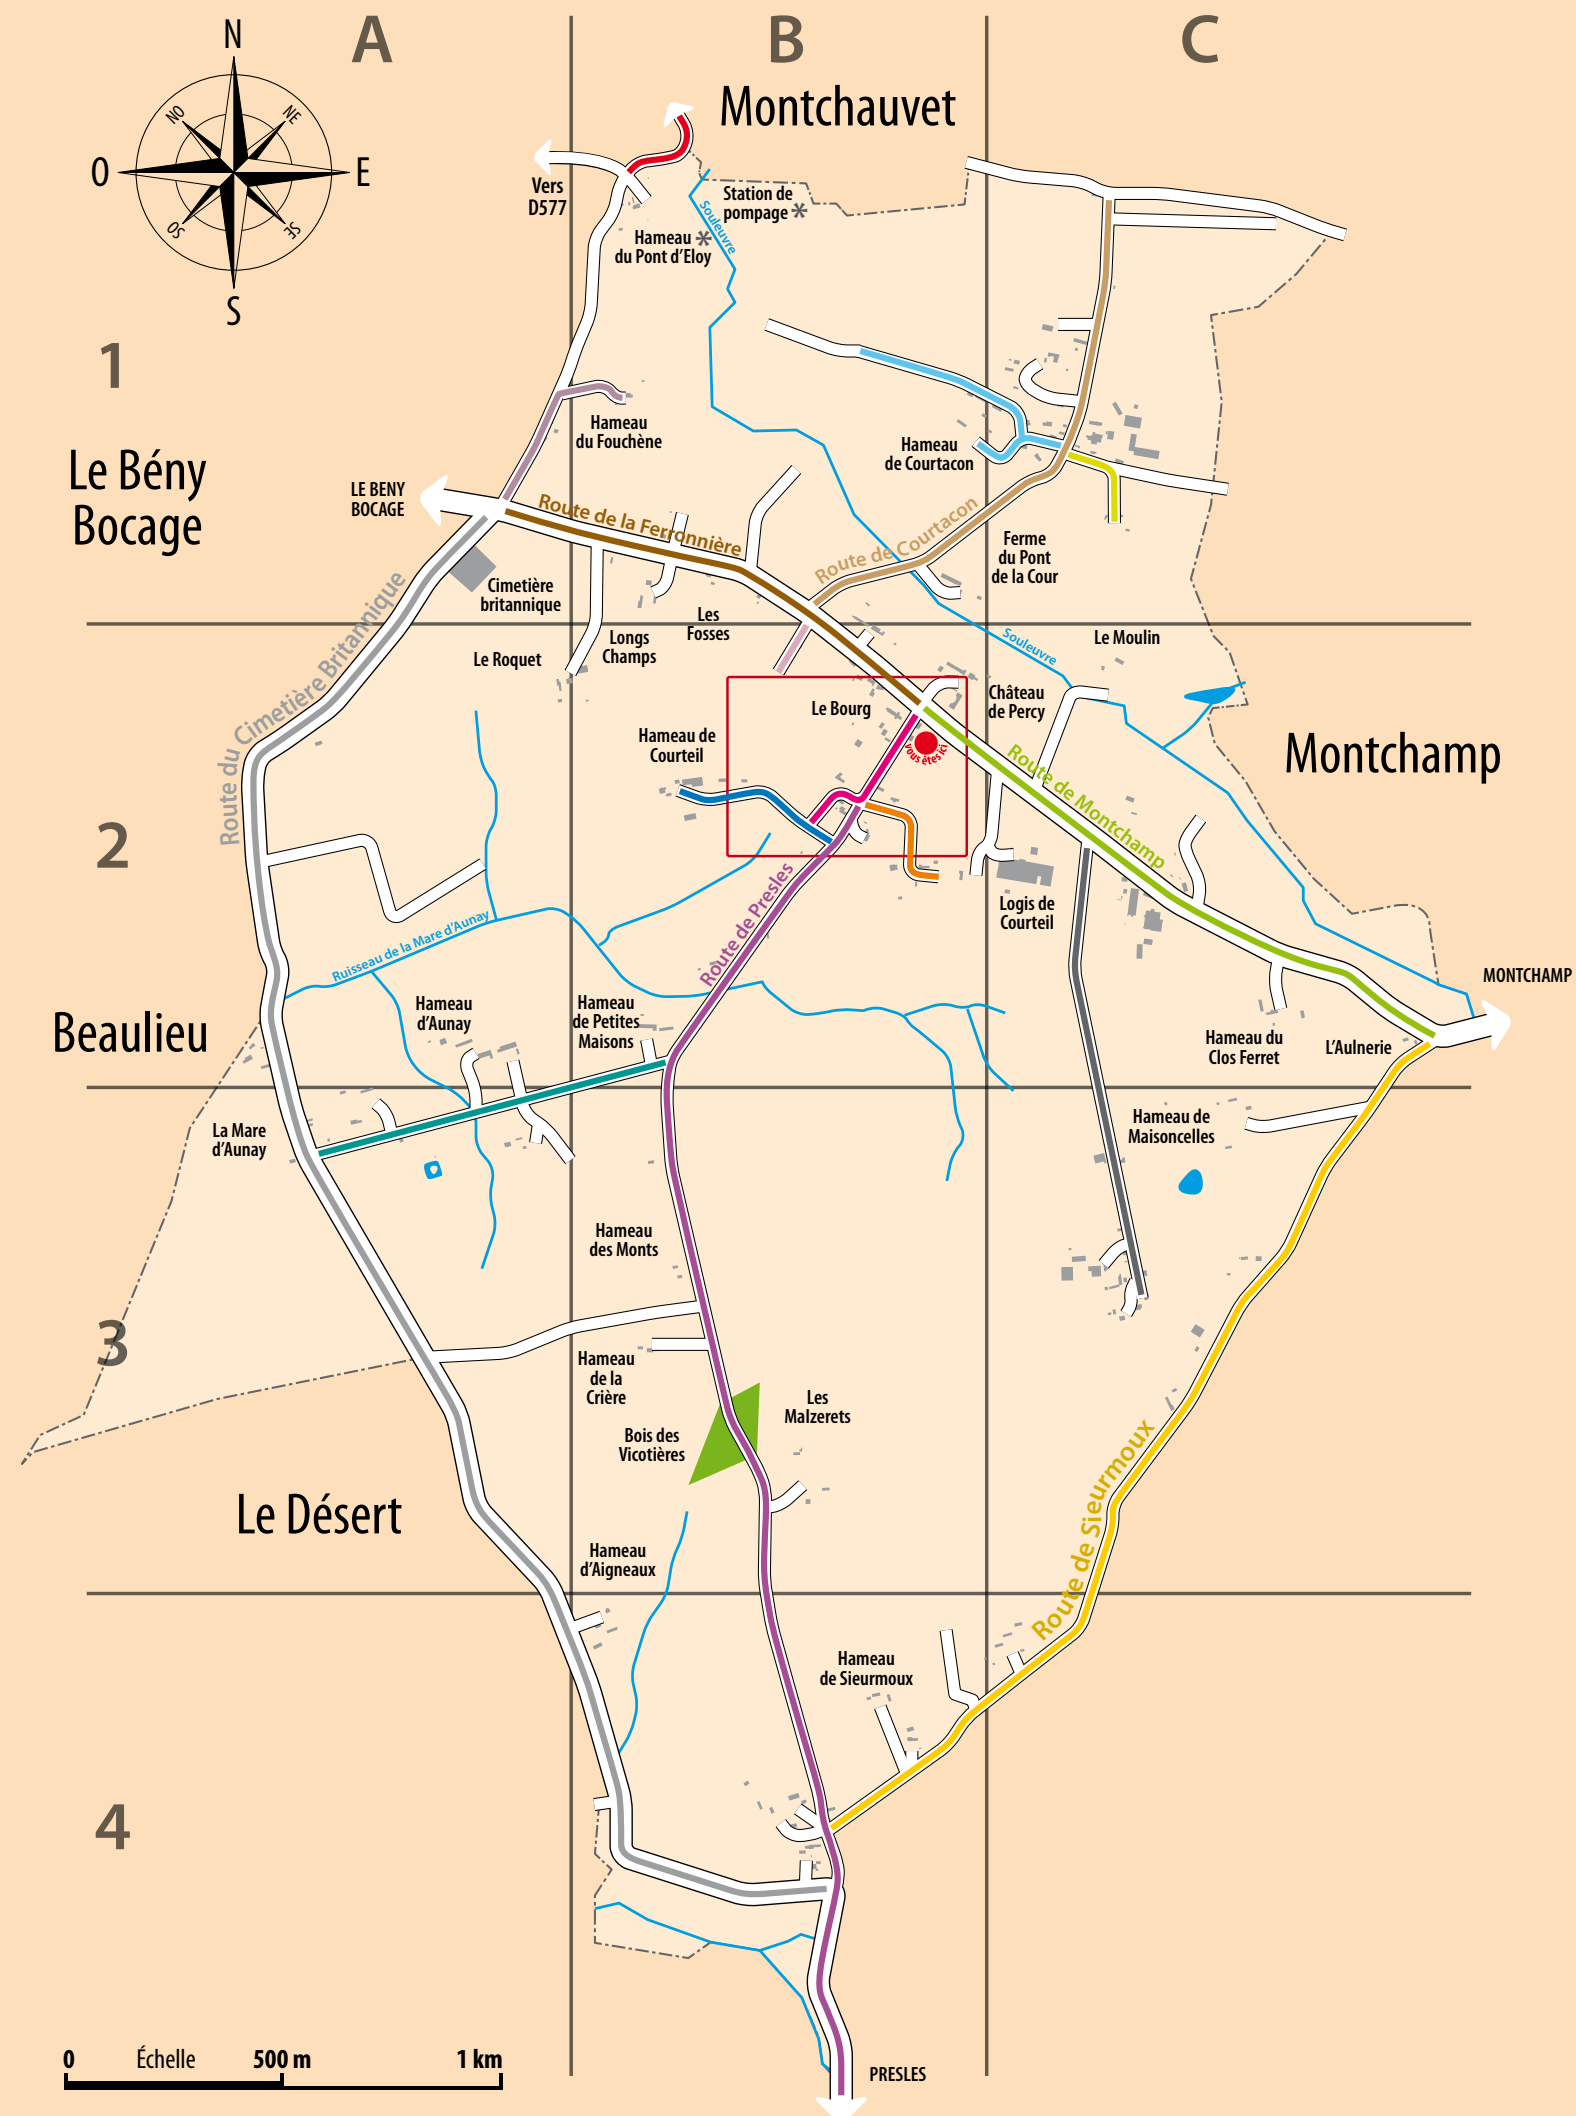 A
B
C
N
NO
NE
O
E
OS
SE
S
Montchauvet
Vers
D577
Station de
pompage *
Souleuvre
Hameau *
du Pont d'Eloy
1
Hameau
du Fouchène
Hameau
de Courtacon
Le Bény
Bocage
LE BENY
BOCAGE
Route de la Ferronnière
Route de Courtacon
Ferme
du Pont
de la Cour
Cimetière
britannique
Route du Cimetière Britannique
Les
Fosses
Longs
Champs
Le Roquet
Souleuvre
Le Moulin
Château
de Percy
Le Bourg
Hameau de
Courteil
vous êtes ici
Route de Montchamp
Montchamp
2
Route de Presles
Logis de
Courteil
Ruisseau de la Mare d'Aunay
MONTCHAMP
Hameau
d'Aunay
Hameau
de Petites
Maisons
Beaulieu
Hameau du
Clos Ferret
L'Aulnerie
La Mare
d'Aunay
Hameau de
Maisoncelles
Hameau
des Monts
3
Hameau
de la
Crière
Les
Malzerets
Bois des
Vicotières
Le Désert
Route de Sieurmoux
Hameau
d'Aigneaux
Hameau
de Sieurmoux
4
0
Échelle
500 m
1 km
PRESLES